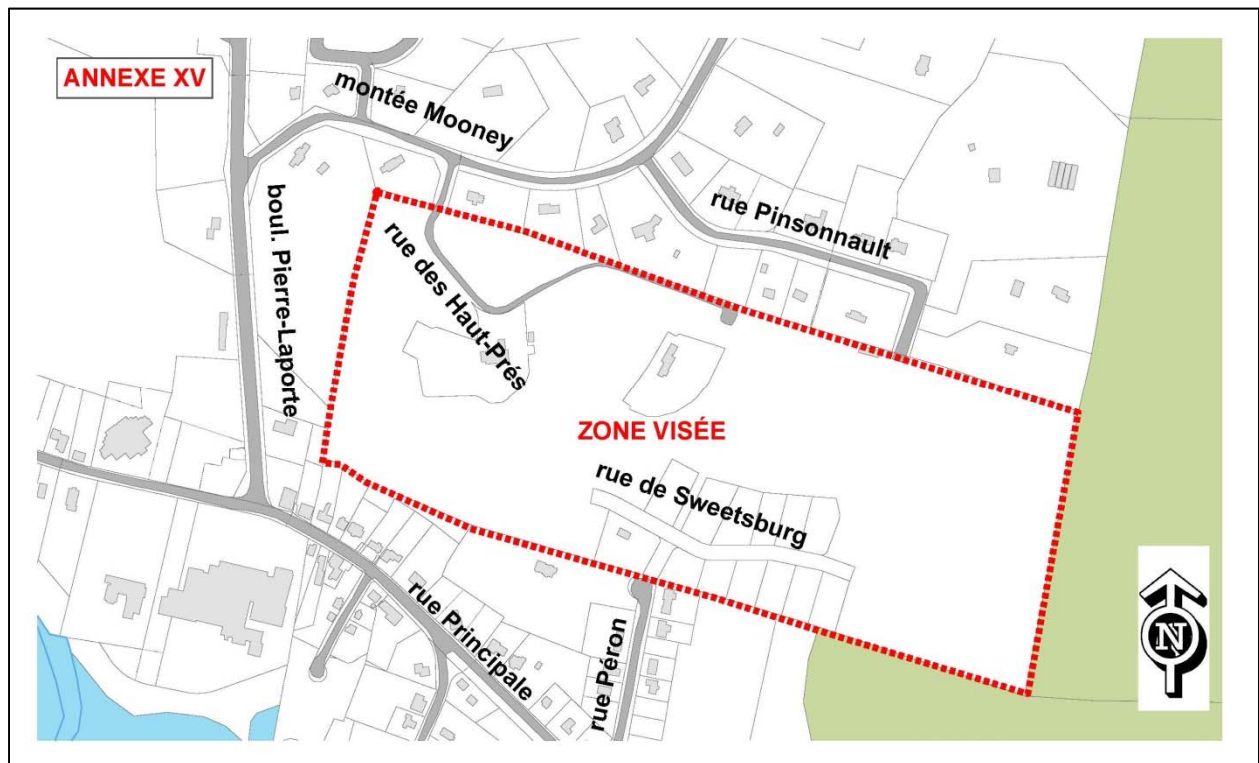 ANNEXE XV
montée Mooney
boul. Pierre-Laporte
rue des Haut-Prés
rue Pinsonnault
ZONE VISÉE
rue de Sweetsburg
rue Principale
rue Péron
N